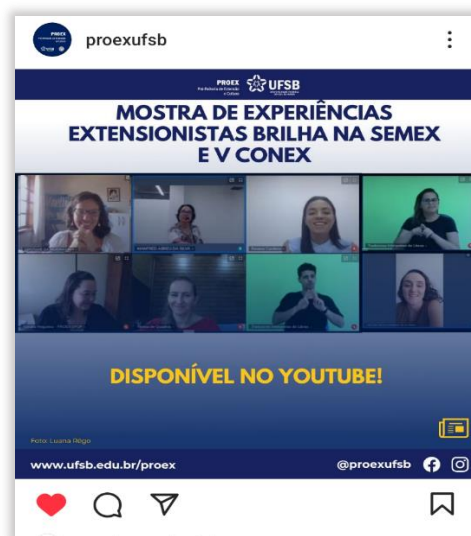 proexufsb
PROEX
UFSB
MOSTRA DE EXPERIÊNCIAS
EXTENSIONISTAS BRILHA NA SEMEX
E V CONEX
DISPONÍVEL NO YOUTUBE!
Foto: Luana Rêgo
www.ufsb.edu.br/proex
@proexufsb